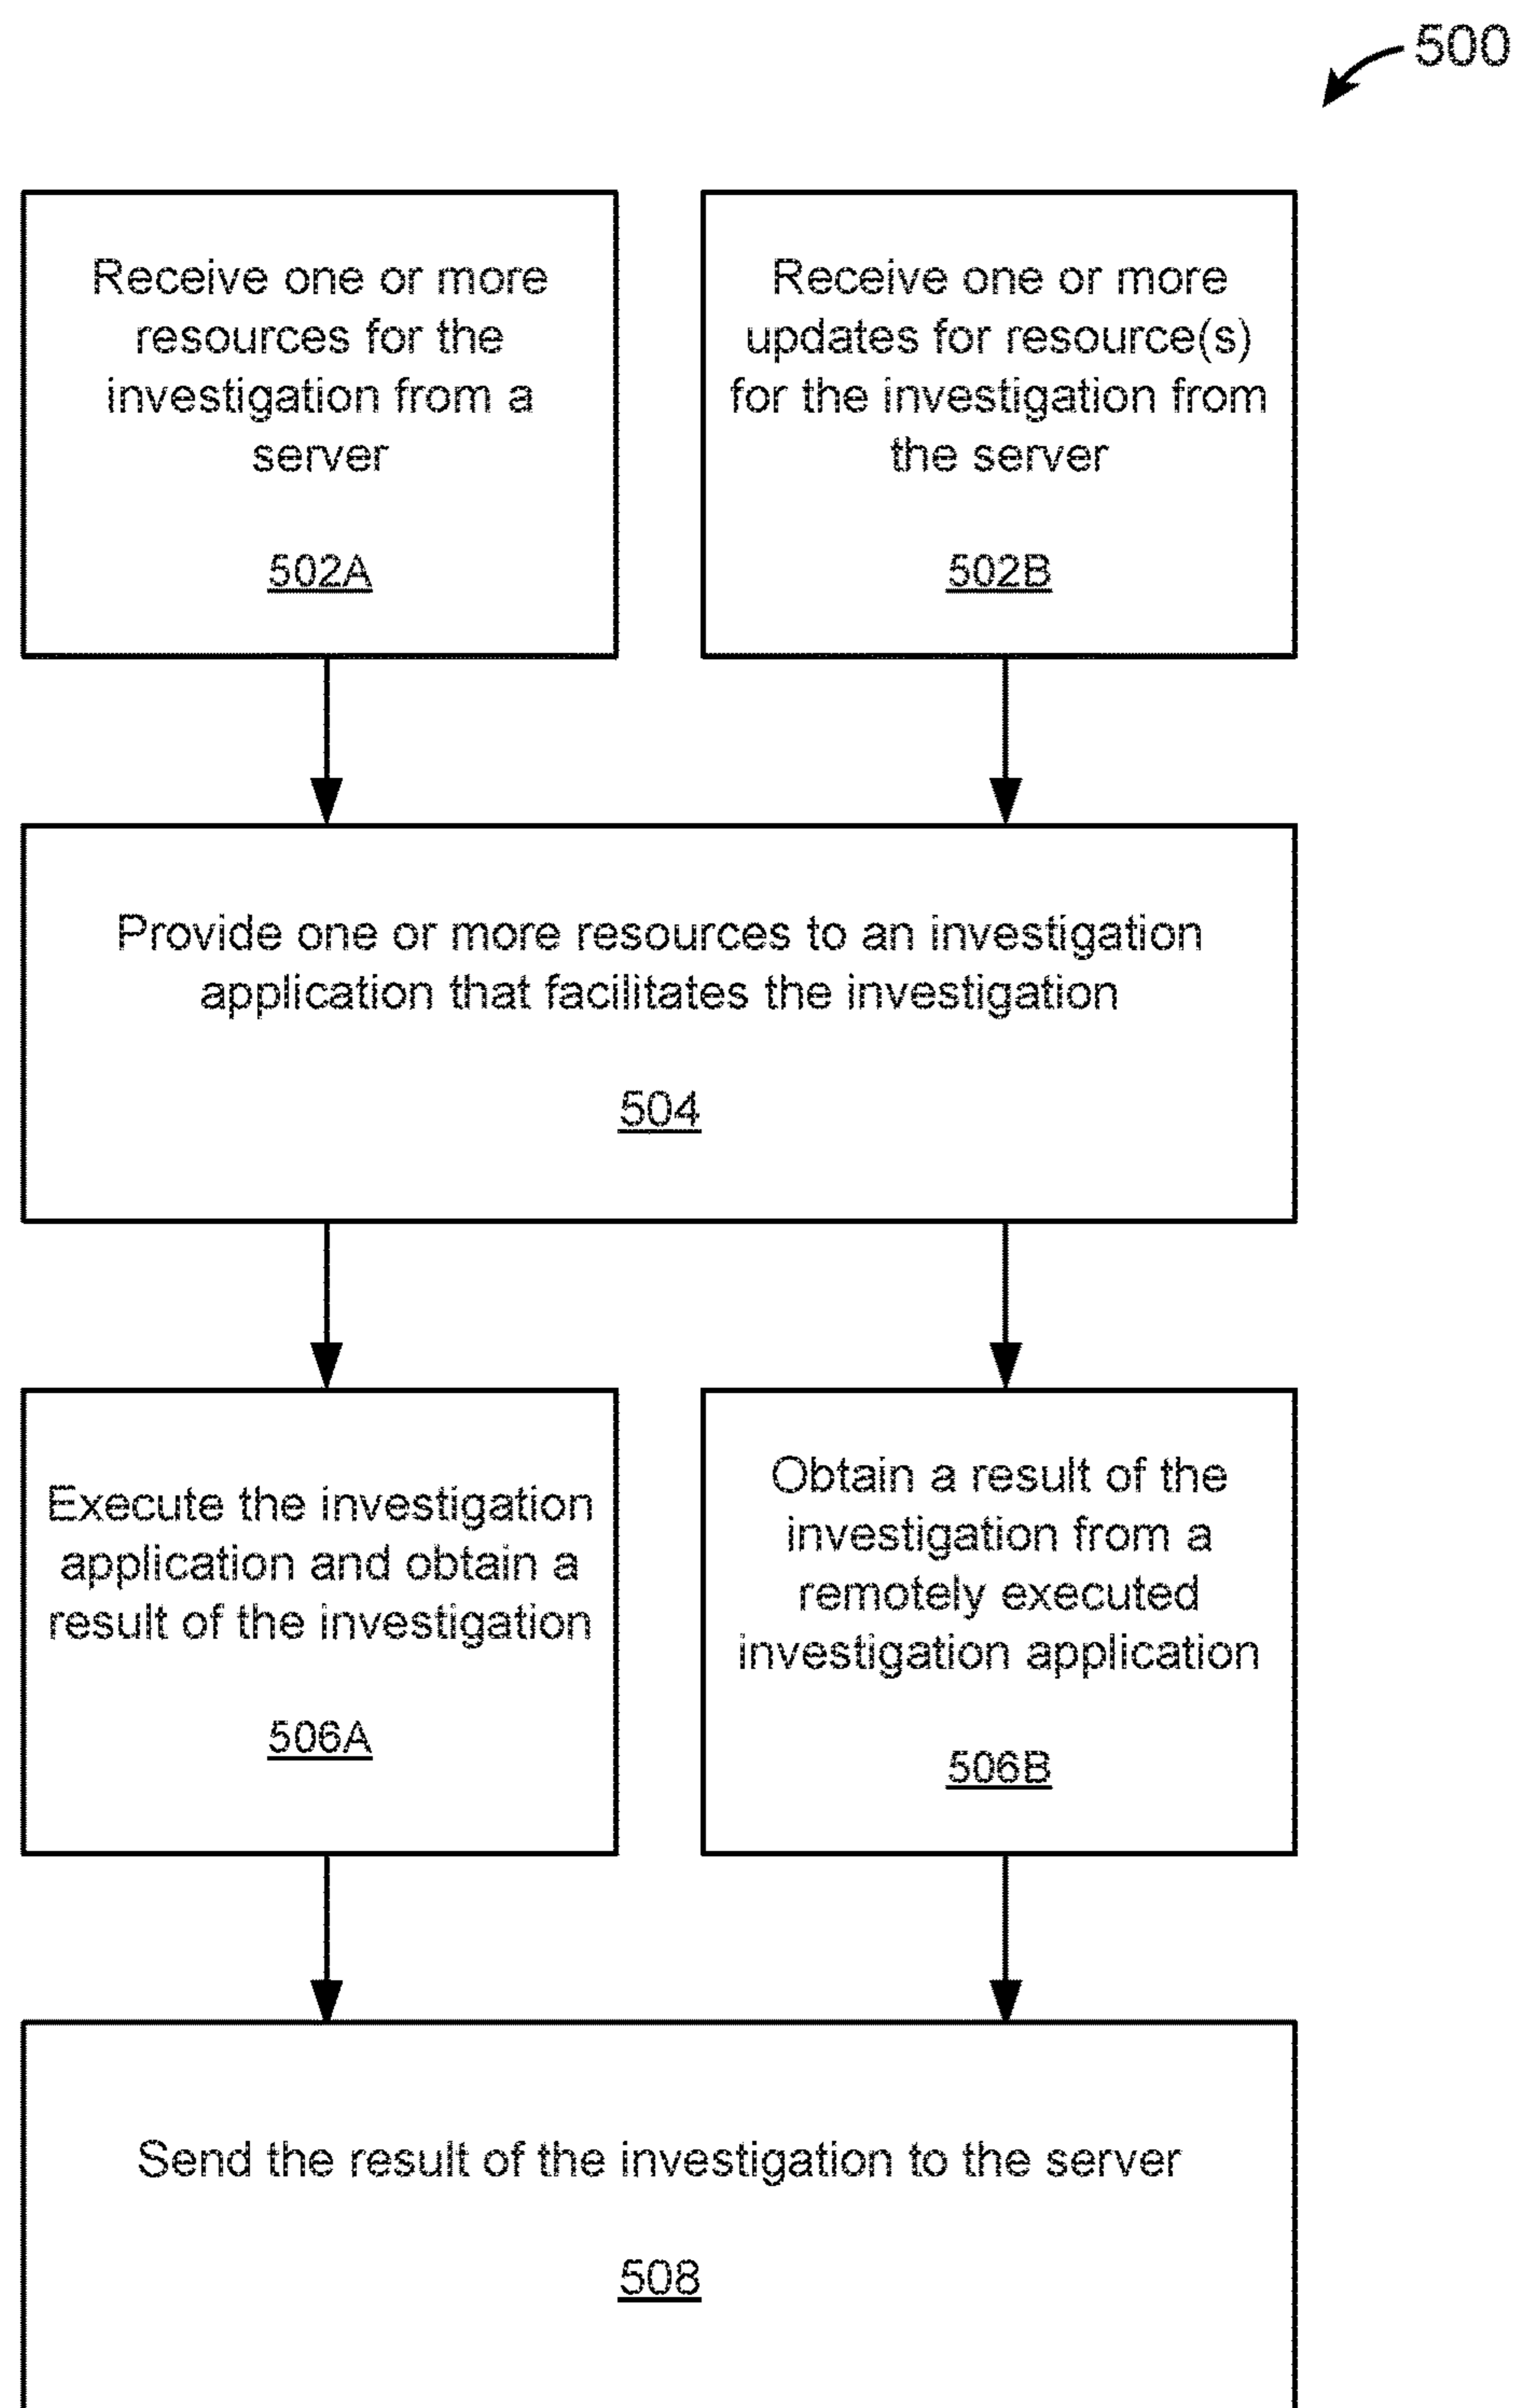 500
Receive one or more
resources for the
investigation from a
server
502A
Receive one or more
updates for resource(s)
for the investigation from
the server
502B
Provide one or more resources to an investigation
application that facilitates the investigation
504
Execute the investigation
application and obtain a
result of the investigation
506A
Obtain a result of the
investigation from a
remotely executed
investigation application
506B
Send the result of the investigation to the server
508